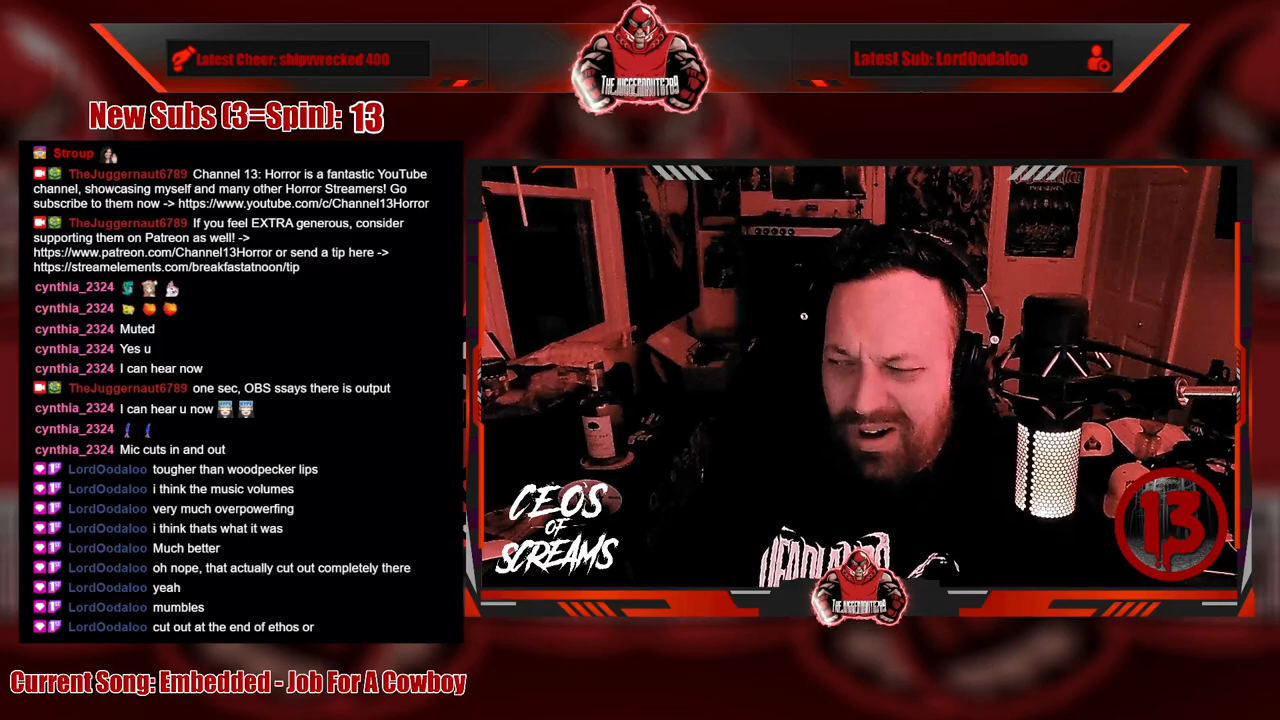 Latest Cheer: shipvvrecked 400
THEJUGGERNAUT6789
Latest Sub: LordOodaloo
New Subs (3=Spin): 13
Stroup
TheJuggernaut6789 Channel 13: Horror is a fantastic YouTube
channel, showcasing myself and many other Horror Streamers! Go
subscribe to them now -> https://www.youtube.com/c/Channel13Horror
TheJuggernaut6789 If you feel EXTRA generous, consider
supporting them on Patreon as well! ->
https://www.patreon.com/Channel13Horror or send a tip here ->
https://streamelements.com/breakfastatnoon/tip
cynthia_2324
cynthia_2324
cynthia_2324 Muted
cynthia_2324 Yes u
cynthia_2324 I can hear now
TheJuggernaut6789 one sec, OBS ssays there is output
cynthia_2324 I can hear u now
cynthia_2324
cynthia_2324 Mic cuts in and out
LordOodaloo tougher than woodpecker lips
LordOodaloo i think the music volumes
LordOodaloo very much overpowerfing
LordOodaloo i think thats what it was
LordOodaloo Much better
LordOodaloo oh nope, that actually cut out completely there
LordOodaloo yeah
LordOodaloo mumbles
LordOodaloo cut out at the end of ethos or
CEOS
OF
SCREAMS
13
THEJUGGERNAUT6789
Current Song: Embedded - Job For A Cowboy